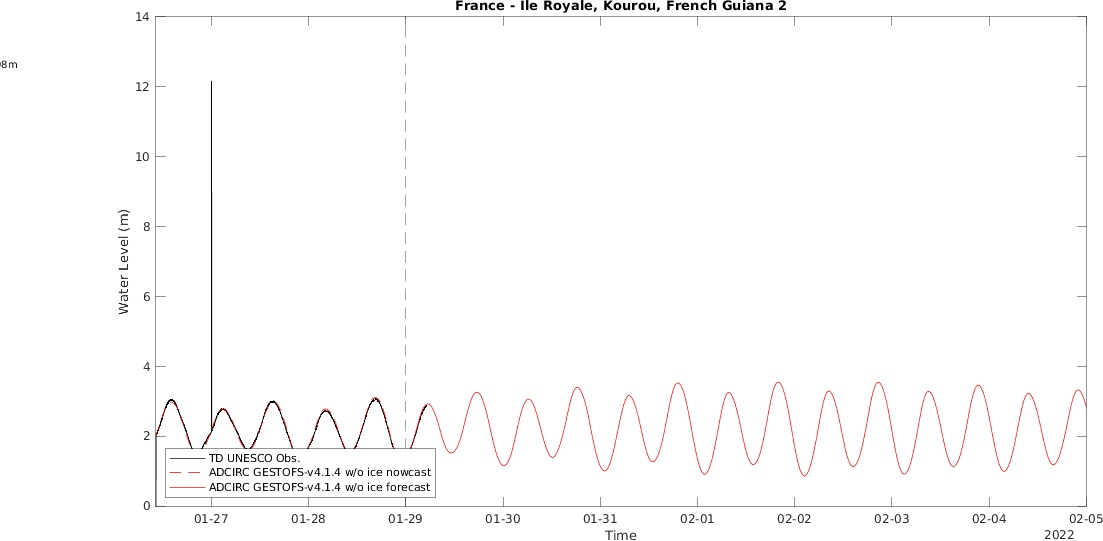 France - Ile Royale, Kourou, French Guiana 2
98m
14
12
10
8
6
4
2
0
Water Level (m)
TD UNESCO Obs.
ADCIRC GESTOFS-v4.1.4 w/o ice nowcast
ADCIRC GESTOFS-v4.1.4 w/o ice forecast
01-27 01-28 01-29 01-30 01-31 02-01 02-02 02-03 02-04 02-05
Time
2022